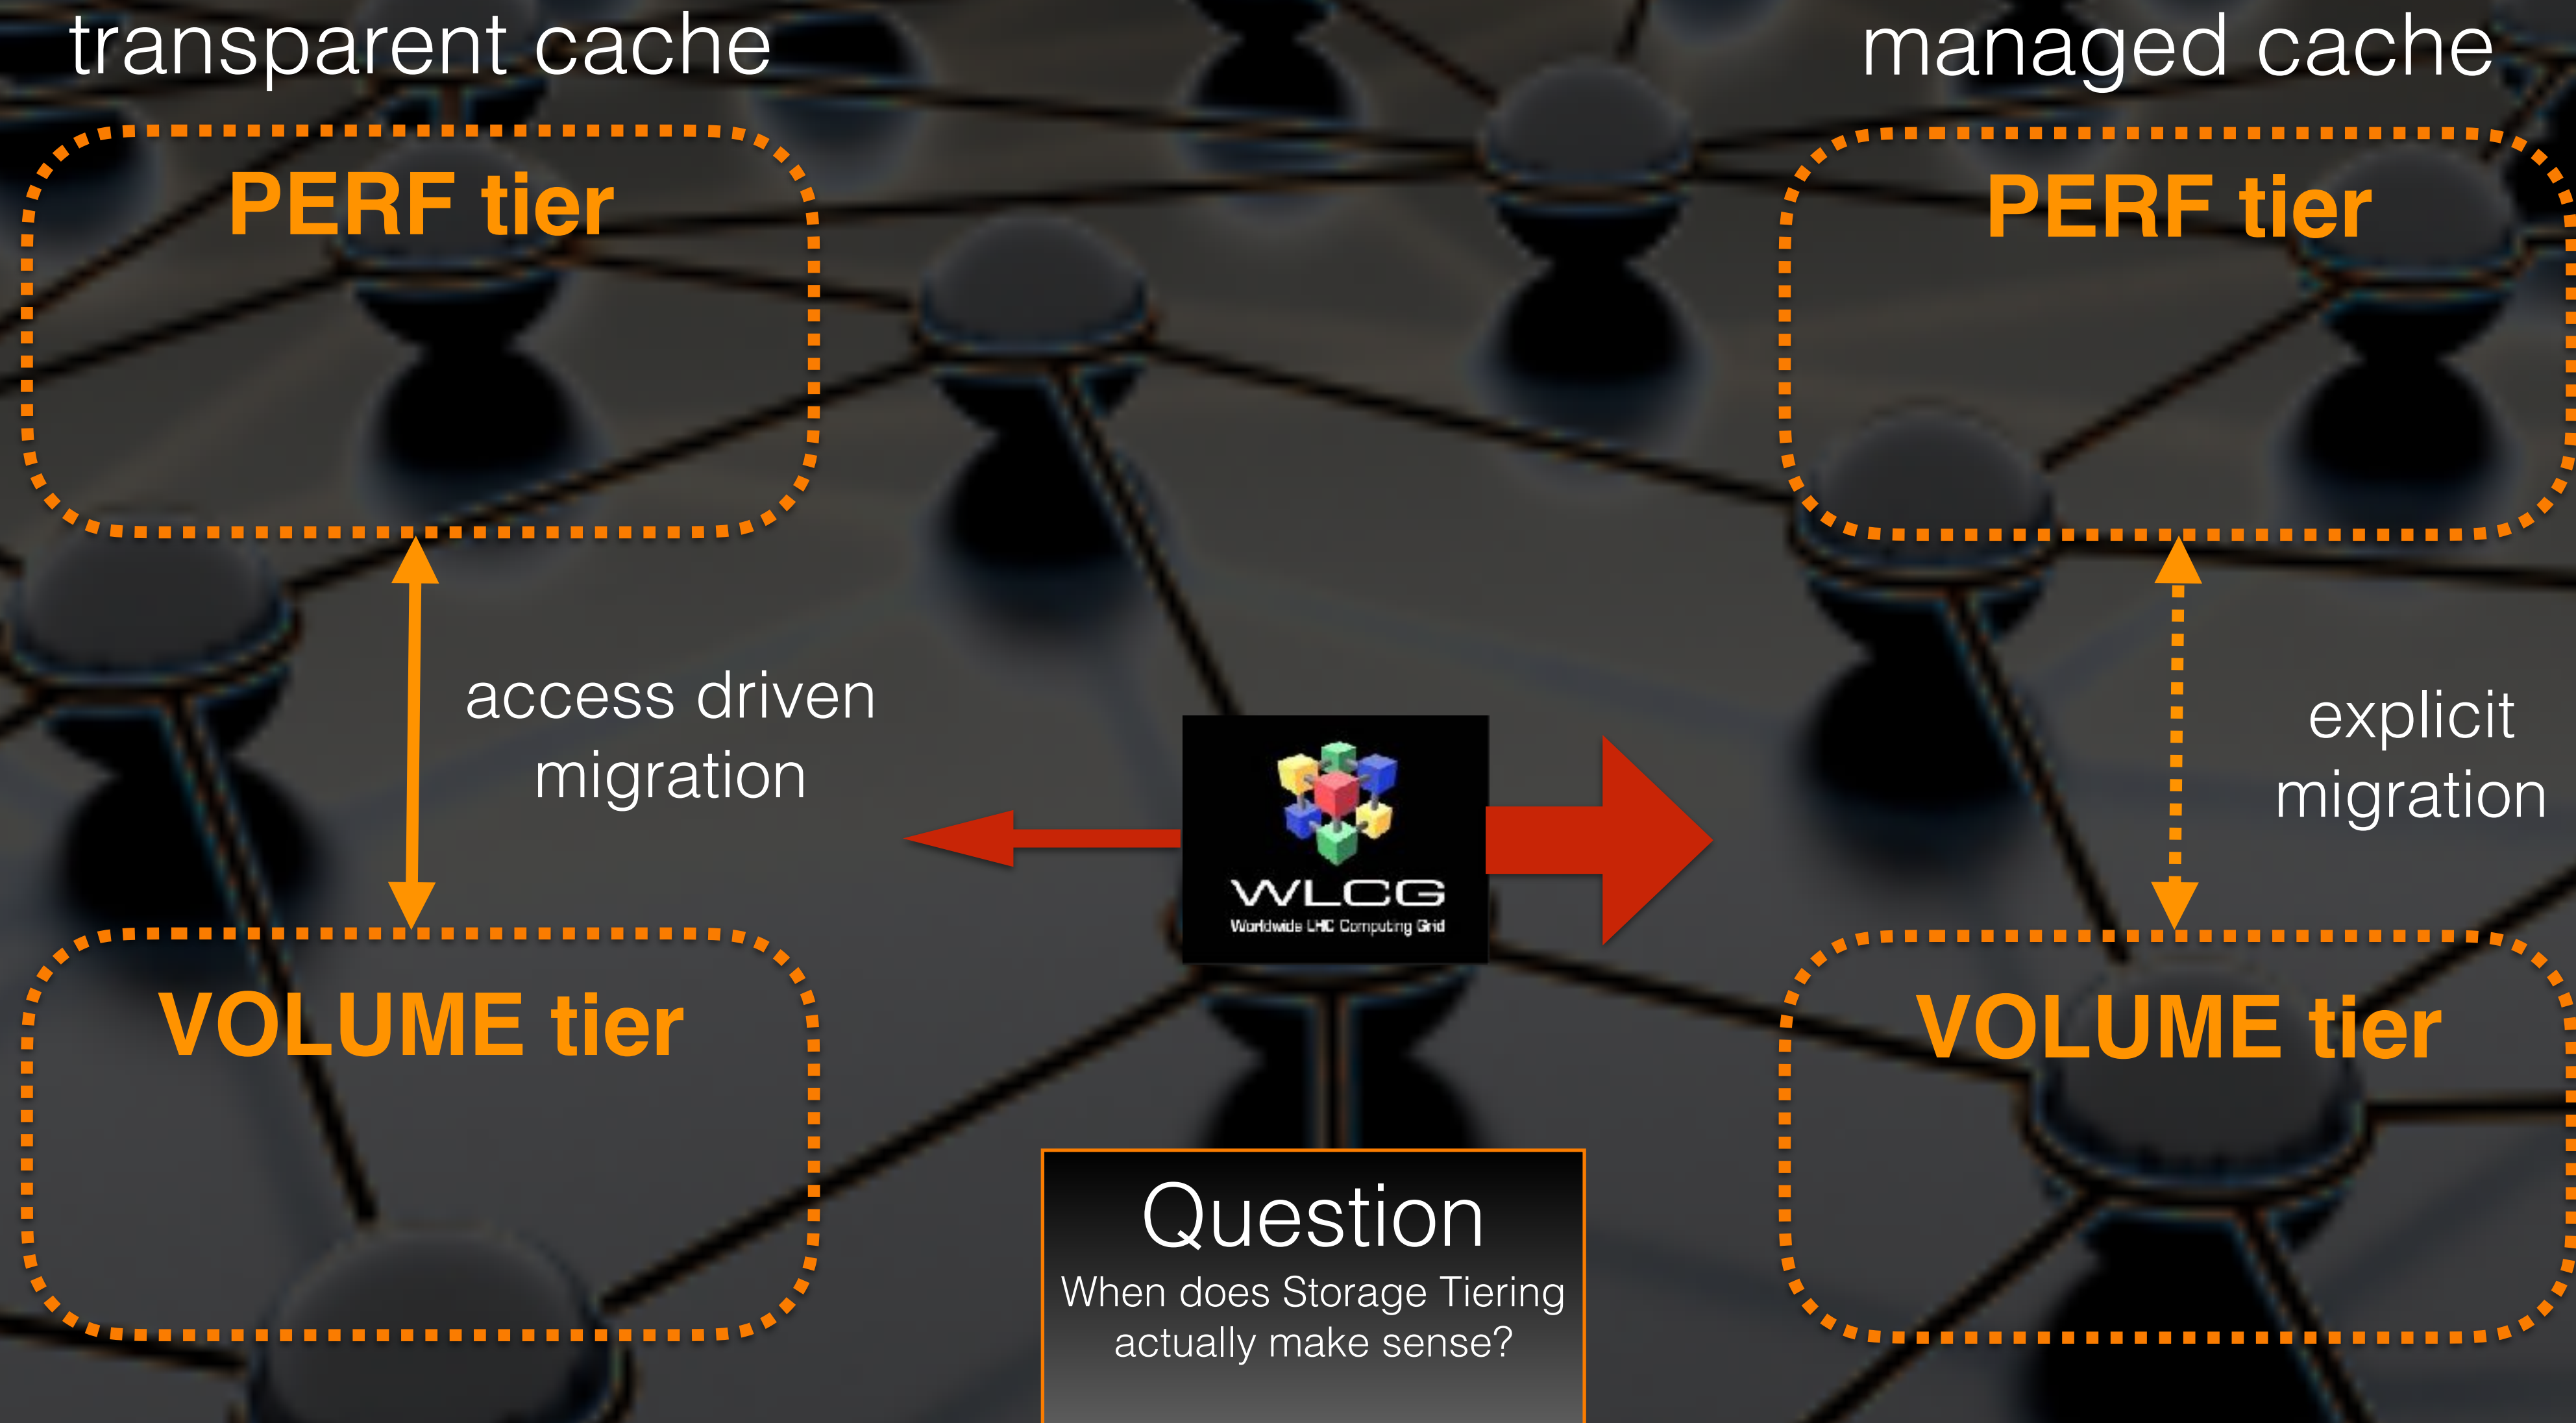 transparent cache
managed cache
PERF tier
PERF tier
access driven
migration
explicit
migration
WLCG
Worldwide LHC Computing Grid
VOLUME tier
VOLUME tier
Question
When does Storage Tiering
actually make sense?